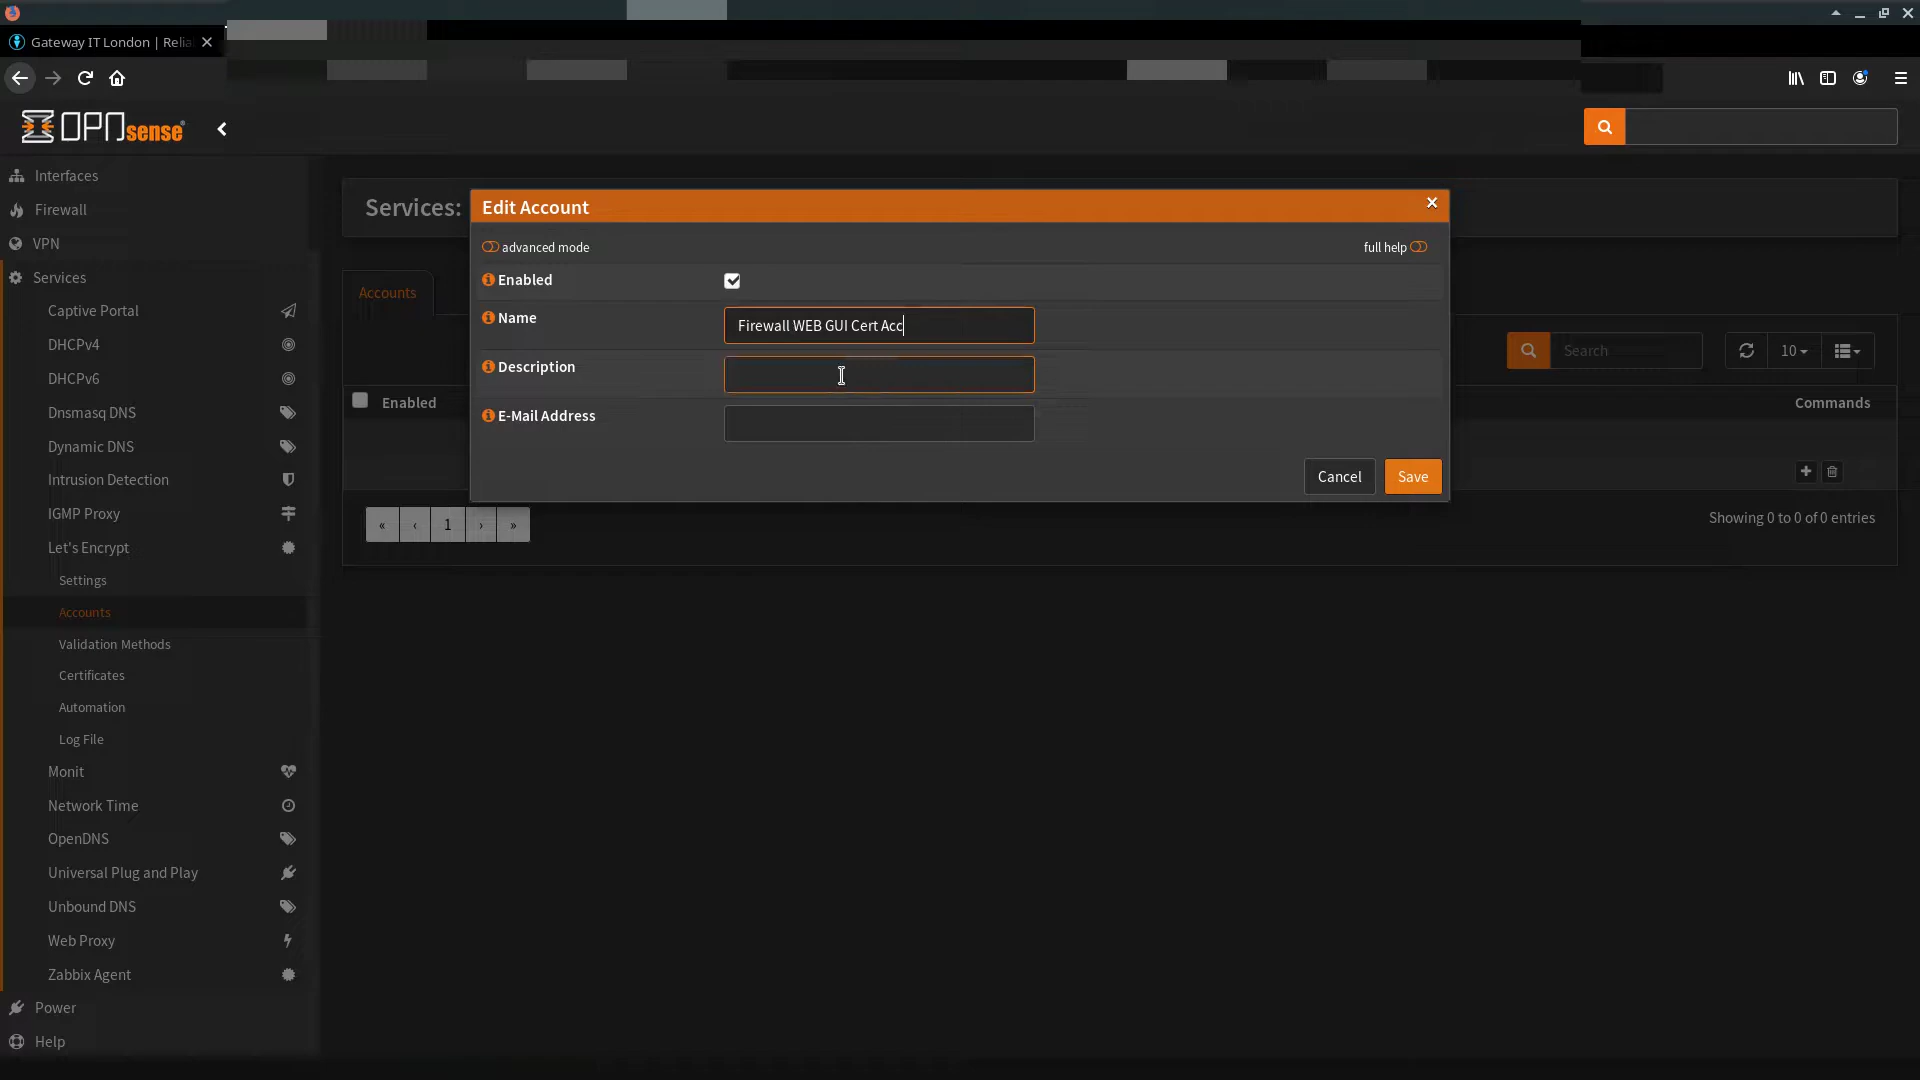 Gateway IT London | Relia
OPNsense
Interfaces
Firewall
VPN
Services
Captive Portal
DHCPv4
DHCPv6
Dnsmasq DNS
Dynamic DNS
Intrusion Detection
IGMP Proxy
Let's Encrypt
Settings
Accounts
Validation Methods
Certificates
Automation
Log File
Monit
Network Time
OpenDNS
Universal Plug and Play
Unbound DNS
Web Proxy
Zabbix Agent
Power
Help
Services:
Accounts
Search
10
Enabled
Commands
« ‹ 1 › »
Showing 0 to 0 of 0 entries
Edit Account
advanced mode
full help
Enabled
Name
Firewall WEB GUI Cert Acc
Description
E-Mail Address
Cancel
Save